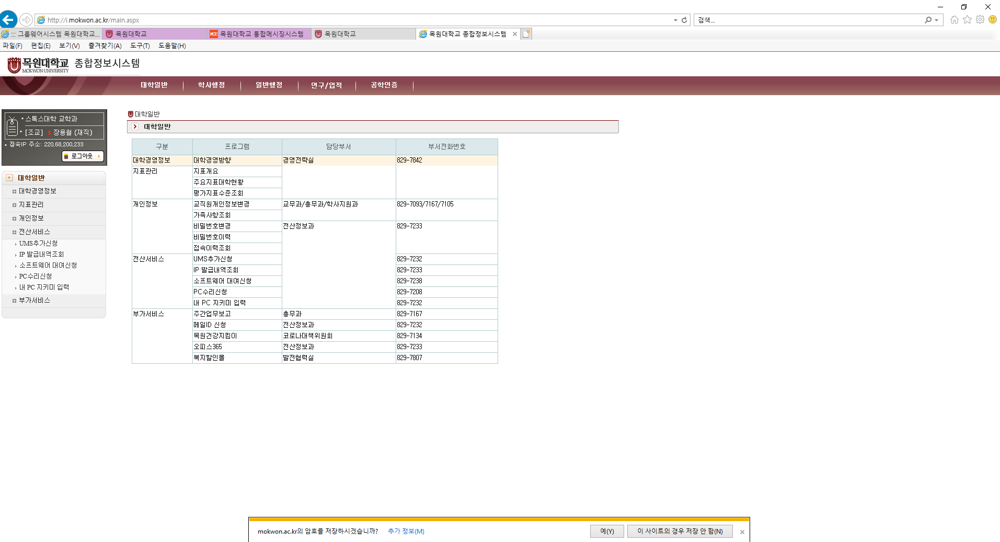 http://i.mokwon.ac.kr/main.aspx
검색...
::: 그룹웨어시스템 목원대학교...
목원대학교
목원대학교 통합메시징시스템
목원대학교
목원대학교 종합정보시스템
파일(F) 편집(E) 보기(V) 즐겨찾기(A) 도구(T) 도움말(H)
목원대학교 MOKWON UNIVERSITY 종합정보시스템
대학일반 학사행정 일반행정 연구/업적 공학인증
스톡스대학 교학과
[조교] 장용철 (재직)
접속IP 주소: 220,68,200,233
로그아웃
대학일반
대학경영정보
지표관리
개인정보
전산서비스
UMS추가신청
IP 발급내역조회
소프트웨어 대여신청
PC수리신청
내 PC 지키미 입력
부가서비스
대학일반
대학일반
구분 프로그램 담당부서 부서전화번호
대학경영정보 대학경영방향 경영전략실 829-7842
지표관리 지표개요
주요지표대학현황
평가지표수준조회
개인정보 교직원개인정보변경 교무과/총무과/학사지원과 829-7093/7167/7105
가족사항조회
비밀번호변경 전산정보과 829-7233
비밀번호이력
접속이력조회
전산서비스 UMS추가신청 829-7232
IP 발급내역조회 829-7233
소프트웨어 대여신청 829-7238
PC수리신청 829-7208
내 PC 지키미 입력 829-7232
부가서비스 주간업무보고 총무과 829-7167
메일ID 신청 전산정보과 829-7232
목원건강지킴이 코로나대책위원회 829-7134
오피스365 전산정보과 829-7233
복지할인몰 발전협력실 829-7807
mokwon.ac.kr의 암호를 저장하시겠습니까? 추가 정보(M) 예(Y) 이 사이트의 경우 저장 안 함(N)